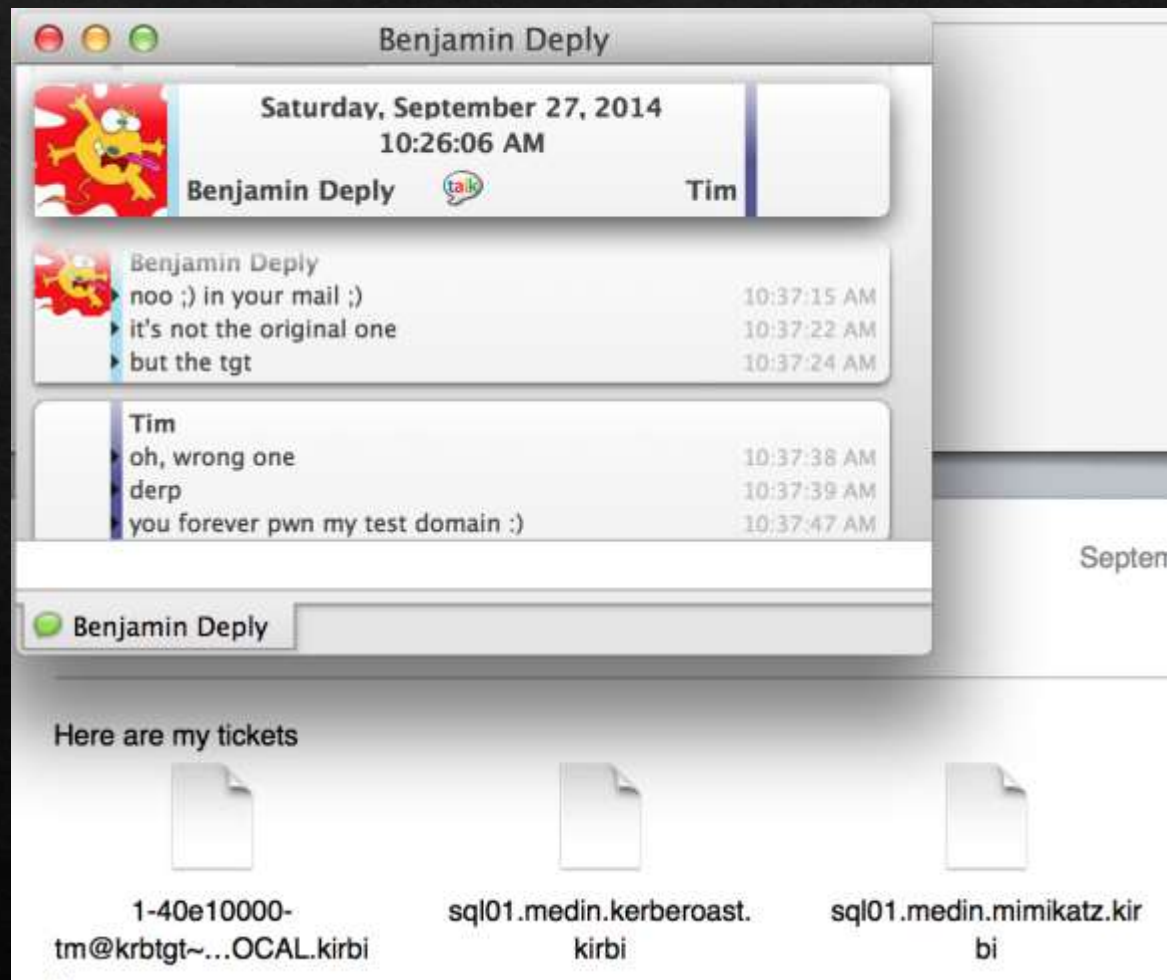 Benjamin Deply
Saturday, September 27, 2014
10:26:06 AM
Benjamin Deply talk Tim
Benjamin Deply
noo ;) in your mail ;) 10:37:15 AM
it's not the original one 10:37:22 AM
but the tgt 10:37:24 AM
Tim
oh, wrong one 10:37:38 AM
derp 10:37:39 AM
you forever pwn my test domain :) 10:37:47 AM
Septem
Benjamin Deply
Here are my tickets
1-40e10000-
tm@krbtgt~...OCAL.kirbi
sql01.medin.kerberoast.
kirbi
sql01.medin.mimikatz.kir
bi